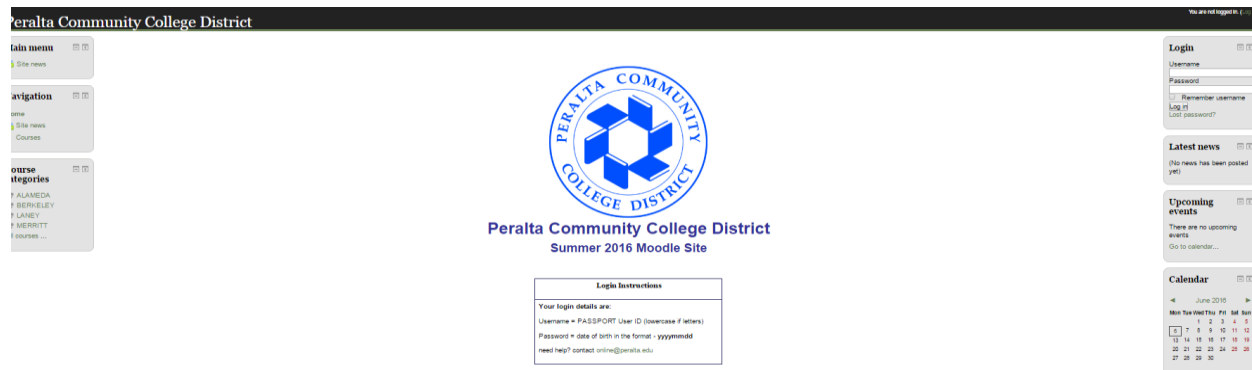 Peralta Community College District
You are not logged in. (Log
Main menu
Site news
Navigation
Home
Site news
Courses
Course
categories
ALAMEDA
BERKELEY
LANEY
MERRITT
courses ...
PERALTA COMMUNITY
COLLEGE DISTRICT
Peralta Community College District
Summer 2016 Moodle Site
Login Instructions
Your login details are:
Username = PASSPORT User ID (lowercase if letters)
Password = date of birth in the format - yyyymmdd
need help? contact online@peralta.edu
Login
Username
Password
Remember username
Log in
Lost password?
Latest news
(No news has been posted
yet)
Upcoming
events
There are no upcoming
events
Go to calendar...
Calendar
◄ June 2016 ►
Mon Tue Wed Thu Fri Sat Sun
1 2 3 4 5
6 7 8 9 10 11 12
13 14 15 16 17 18 19
20 21 22 23 24 25 26
27 28 29 30